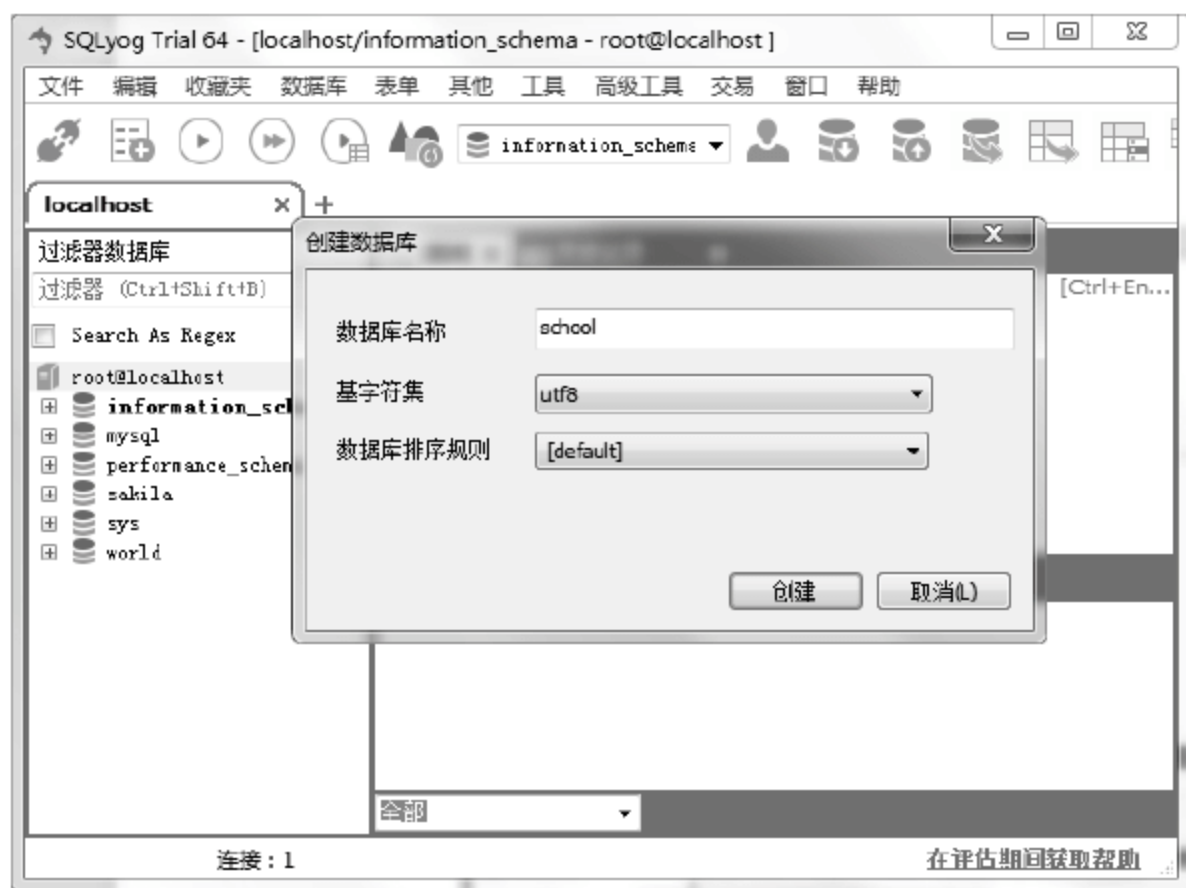 SQLyog Trial 64 - [localhost/information_schema - root@localhost ]
文件 编辑 收藏夹 数据库 表单 其他 工具 高级工具 交易 窗口 帮助
information_schema
localhost × +
过滤器数据库
过滤器 (Ctrl+Shift+B)
Search As Regex
root@localhost
information_sch
mysql
performance_schem
sakila
sys
world
[Ctrl+En...
创建数据库
数据库名称 school
基字符集 utf8
数据库排序规则 [default]
创建 取消(L)
全部
连接：1
在评估期间获取帮助